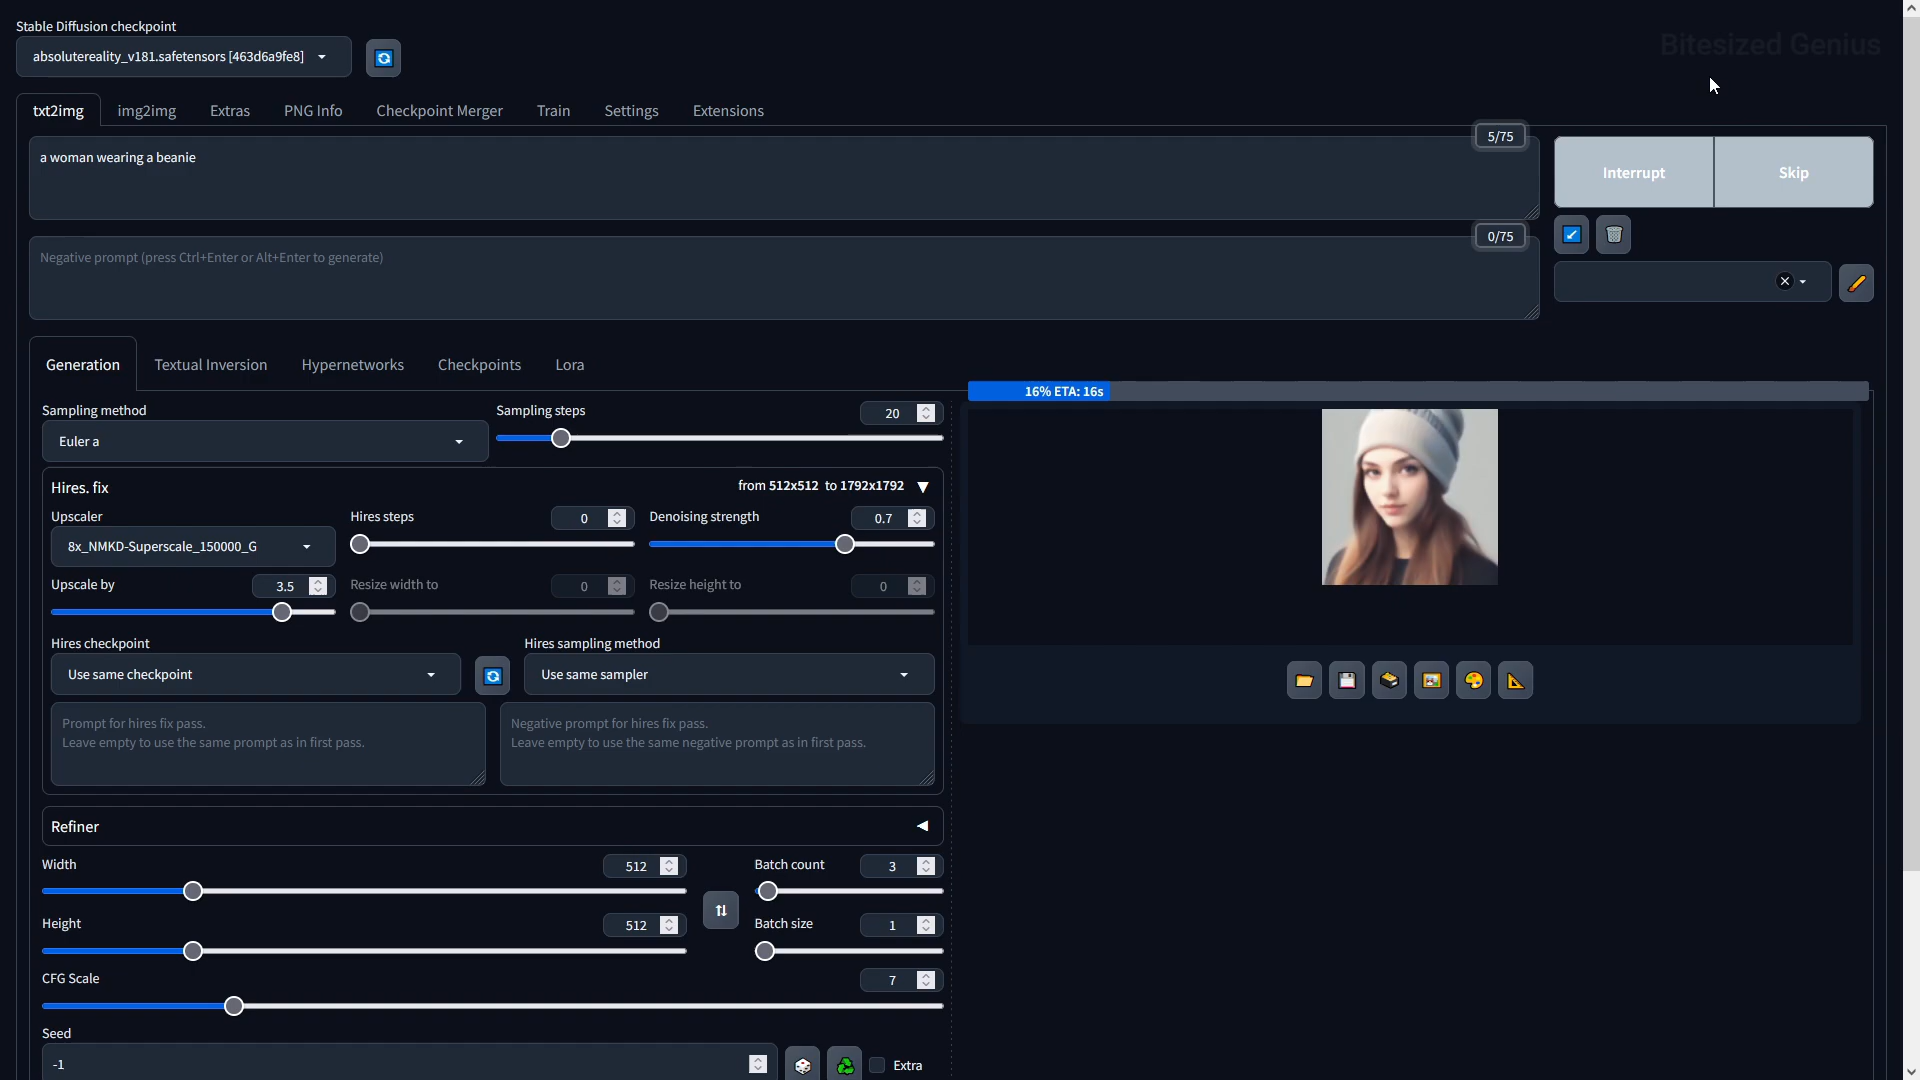 Stable Diffusion checkpoint
absolutereality_v181.safetensors [463d6a9fe8]
Bitesized Genius
txt2img img2img Extras PNG Info Checkpoint Merger Train Settings Extensions
5/75
a woman wearing a beanie
Interrupt Skip
0/75
Negative prompt (press Ctrl+Enter or Alt+Enter to generate)
Generation Textual Inversion Hypernetworks Checkpoints Lora
16% ETA: 16s
Sampling method Sampling steps 20
Euler a
Hires. fix from 512x512 to 1792x1792
Upscaler Hires steps 0 Denoising strength 0.7
8x_NMKD-Superscale_150000_G
Upscale by 3.5 Resize width to 0 Resize height to 0
Hires checkpoint Hires sampling method
Use same checkpoint Use same sampler
Prompt for hires fix pass.
Leave empty to use the same prompt as in first pass.
Negative prompt for hires fix pass.
Leave empty to use the same negative prompt as in first pass.
Refiner
Width 512 Batch count 3
Height 512 Batch size 1
CFG Scale 7
Seed
-1 Extra